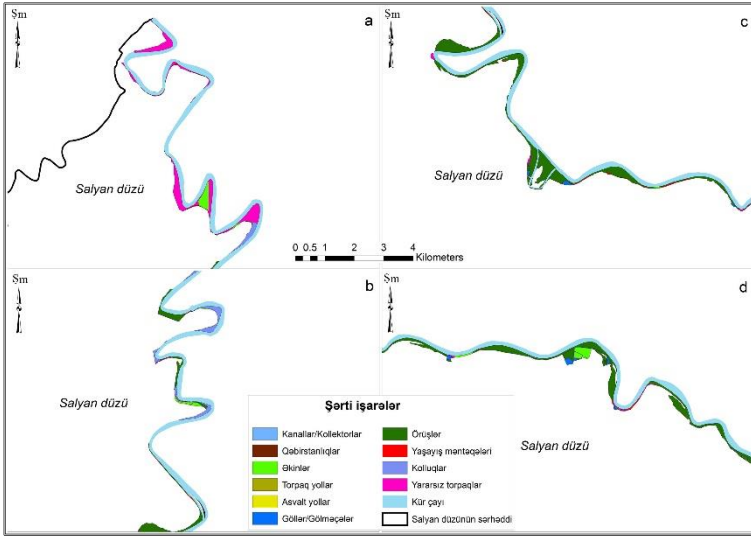 Şm
a
Salyan düzü
0 0.5 1 2 3 4
Kilometers
Şm
c
Salyan düzü
Şm
b
Salyan düzü
Şm
d
Salyan düzü
Şərti işarələr
Kanallar/Kollektorlar
Qəbirstanlıqlar
Əkinlər
Torpaq yollar
Asvalt yollar
Göllər/Gölməçələr
Örüşlər
Yaşayış məntəqələri
Kolluqlar
Yararsız torpaqlar
Kür çayı
Salyan düzünün sərhəddi